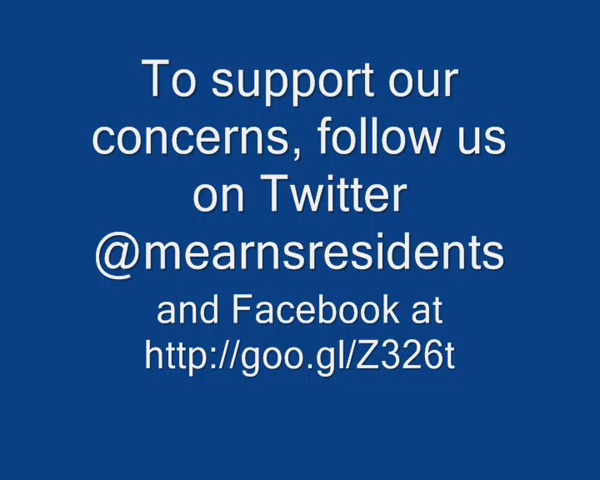 To support our
concerns, follow us
on Twitter
@mearnsresidents
and Facebook at
http://goo.gl/Z326t